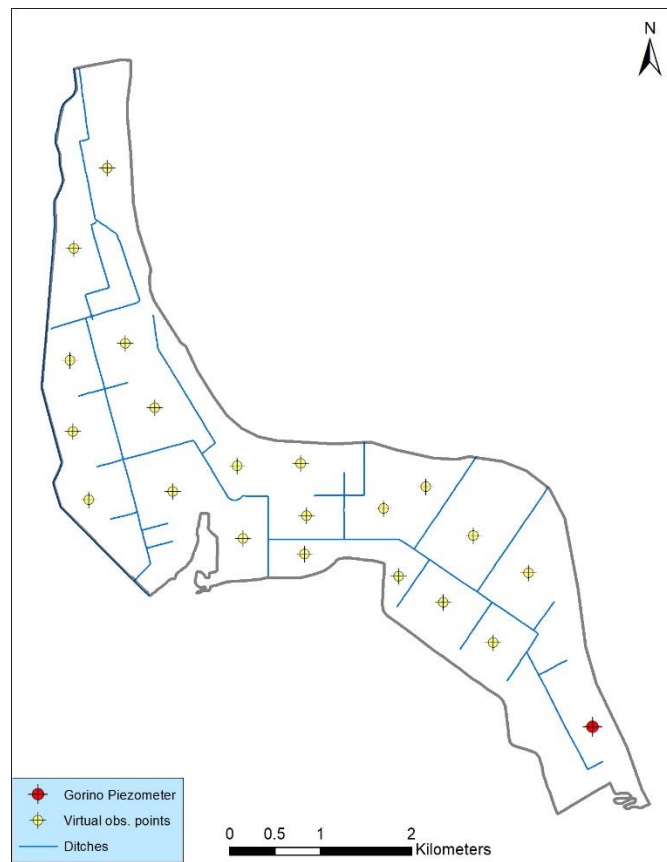 N
Gorino Piezometer
Virtual obs. points
Ditches
0 0.5 1 2
Kilometers